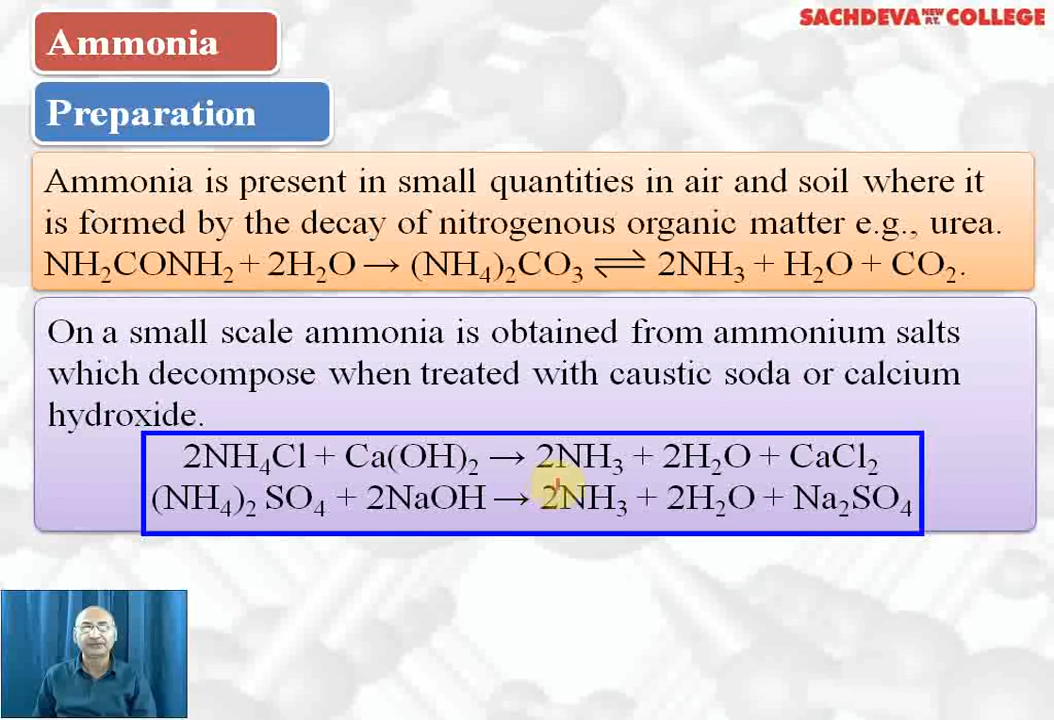 SACHDEVA NEW P.T. COLLEGE
Ammonia
Preparation
Ammonia is present in small quantities in air and soil where it
is formed by the decay of nitrogenous organic matter e.g., urea.
NH₂CONH₂ + 2H₂O → (NH₄)₂CO₃ ⇌ 2NH₃ + H₂O + CO₂.
On a small scale ammonia is obtained from ammonium salts
which decompose when treated with caustic soda or calcium
hydroxide.
2NH₄Cl + Ca(OH)₂ → 2NH₃ + 2H₂O + CaCl₂
(NH₄)₂ SO₄ + 2NaOH → 2NH₃ + 2H₂O + Na₂SO₄